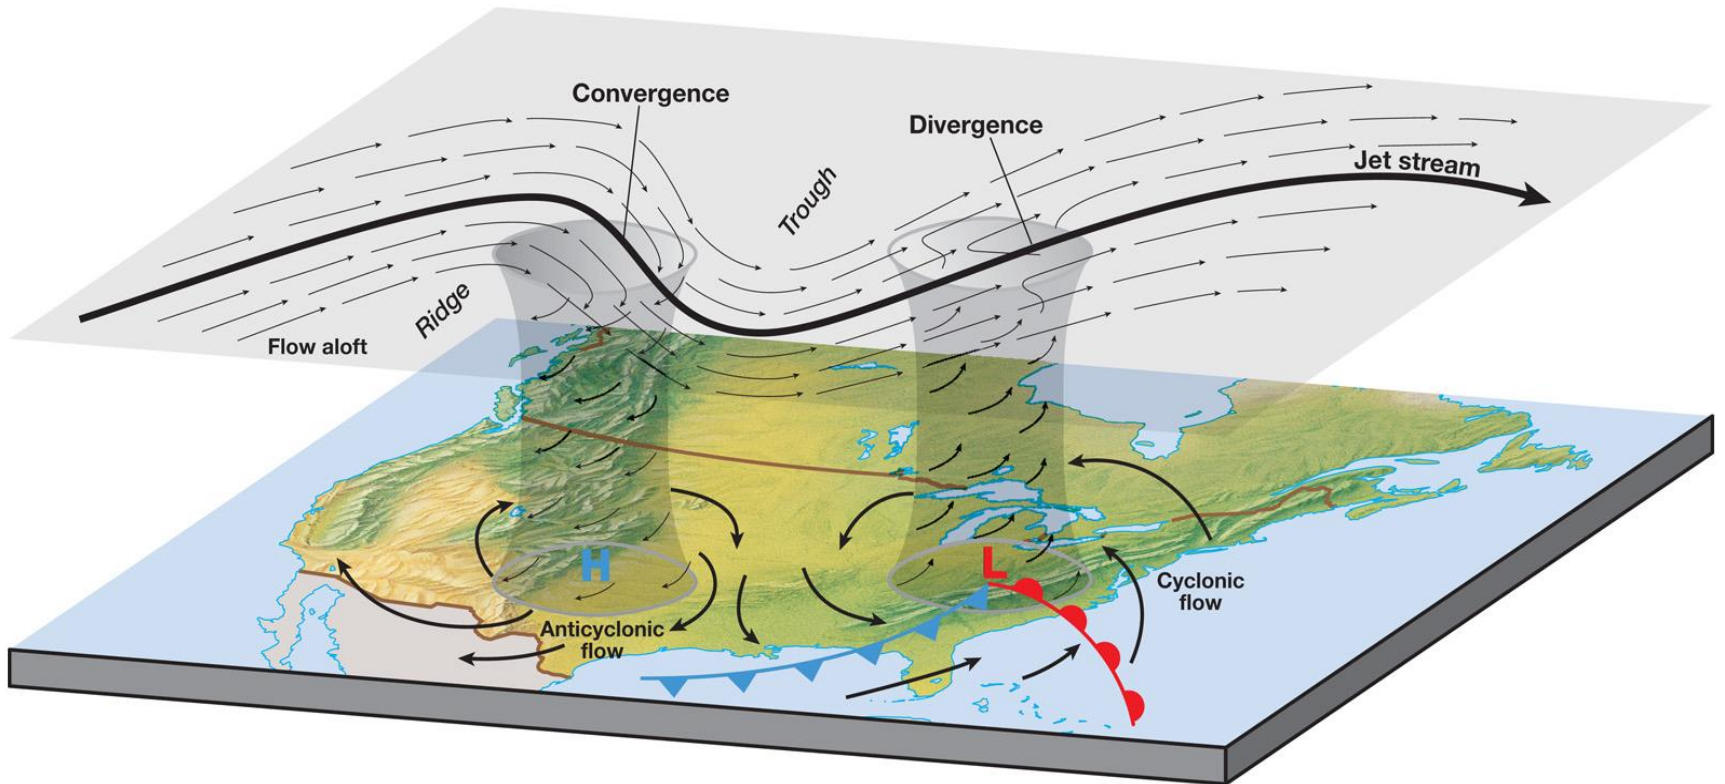 Convergence
Divergence
Jet stream
Trough
Ridge
Flow aloft
H
L
Cyclonic
flow
Anticyclonic
flow